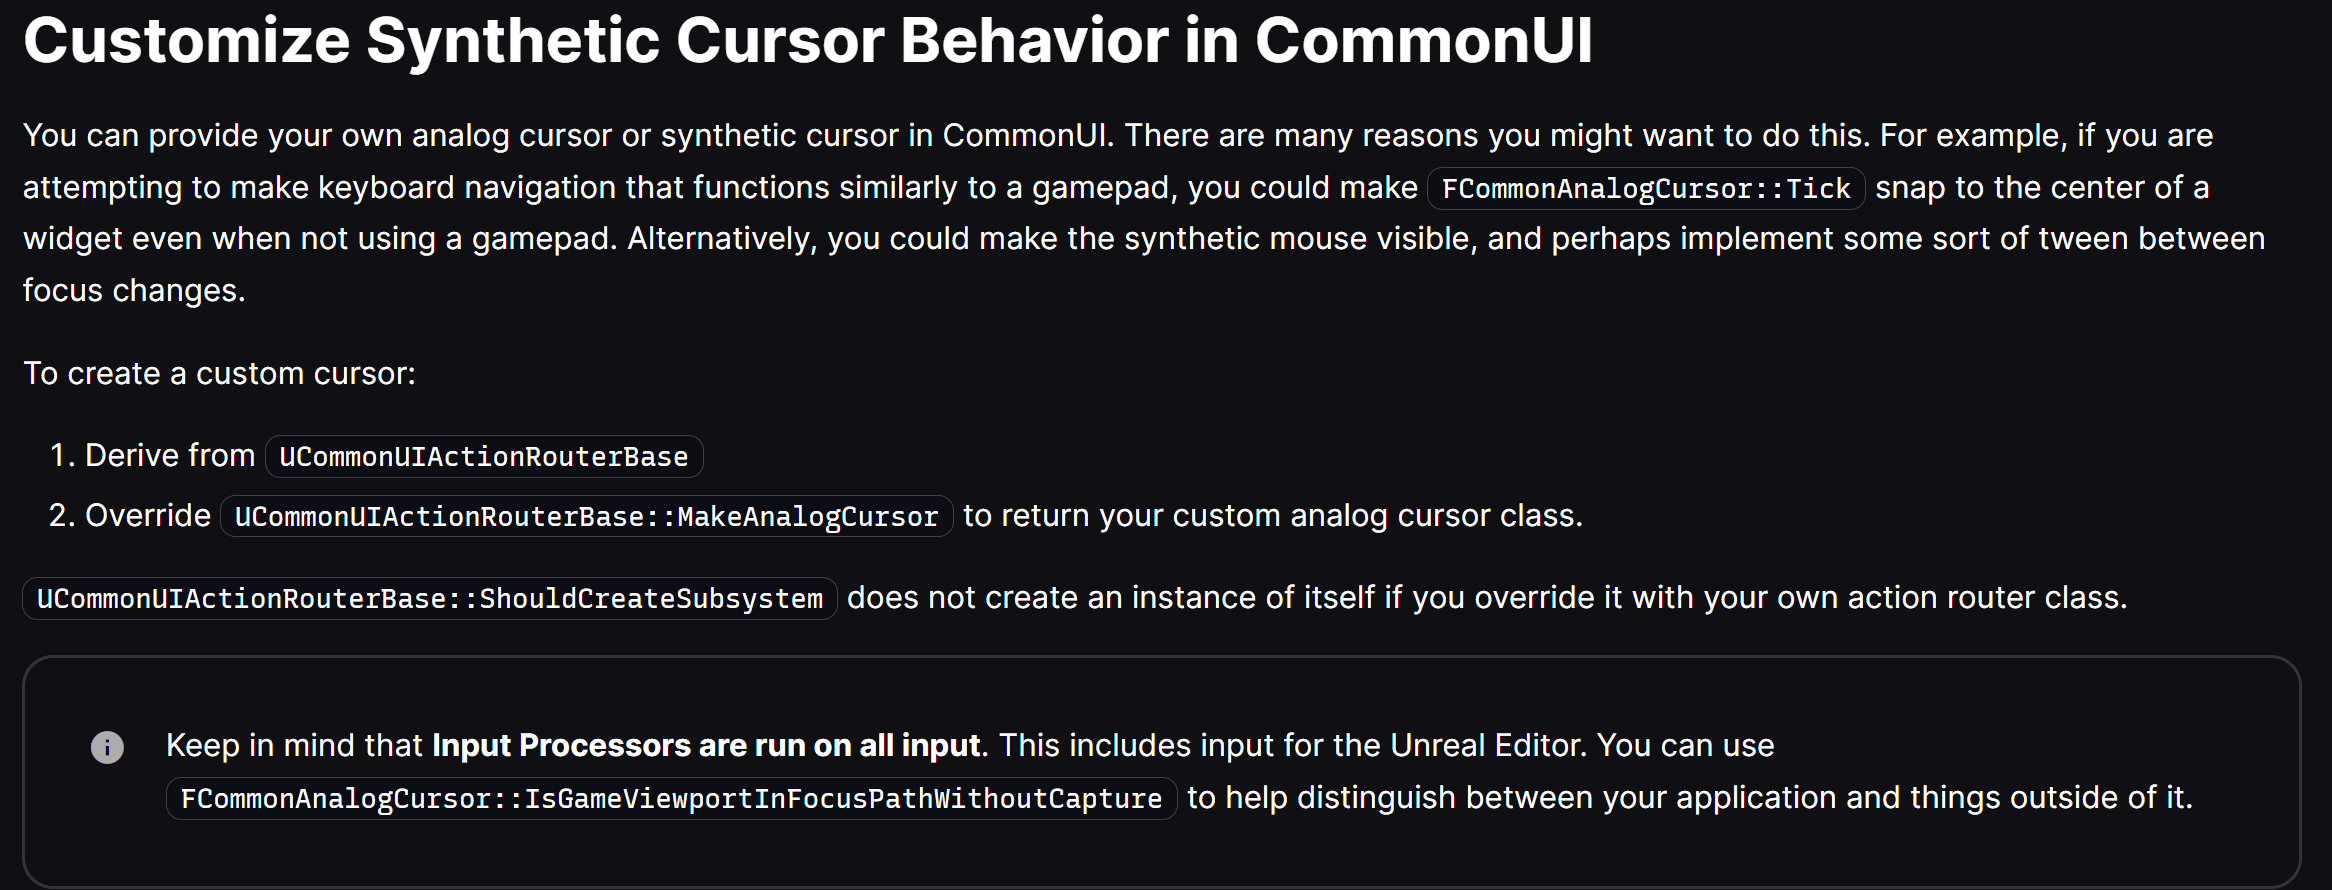 Customize Synthetic Cursor Behavior in CommonUI
You can provide your own analog cursor or synthetic cursor in CommonUI. There are many reasons you might want to do this. For example, if you are
attempting to make keyboard navigation that functions similarly to a gamepad, you could make FCommonAnalogCursor::Tick snap to the center of a
widget even when not using a gamepad. Alternatively, you could make the synthetic mouse visible, and perhaps implement some sort of tween between
focus changes.
To create a custom cursor:
1. Derive from UCommonUIActionRouterBase
2. Override UCommonUIActionRouterBase::MakeAnalogCursor to return your custom analog cursor class.
UCommonUIActionRouterBase::ShouldCreateSubsystem does not create an instance of itself if you override it with your own action router class.
Keep in mind that Input Processors are run on all input. This includes input for the Unreal Editor. You can use
FCommonAnalogCursor::IsGameViewportInFocusPathWithoutCapture to help distinguish between your application and things outside of it.